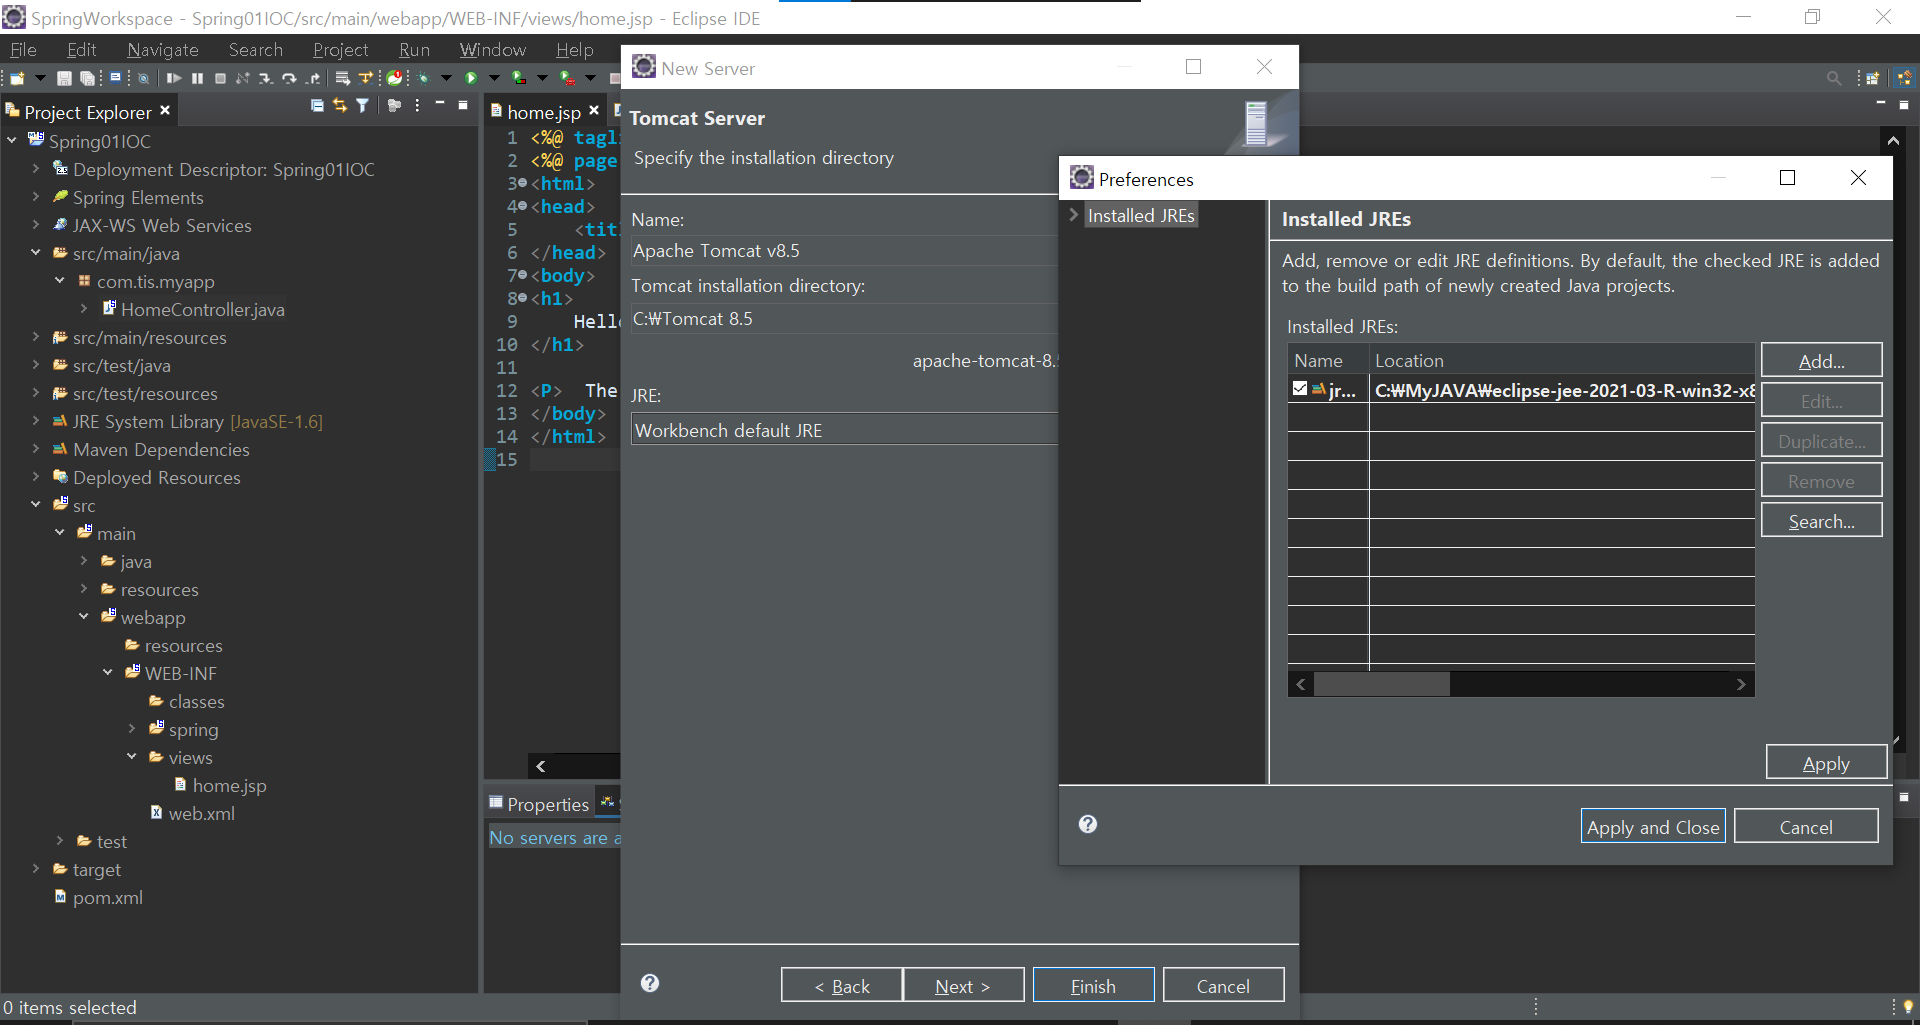 SpringWorkspace - Spring01IOC/src/main/webapp/WEB-INF/views/home.jsp - Eclipse IDE
File Edit Navigate Search Project Run Window Help
Project Explorer
Spring01IOC
Deployment Descriptor: Spring01IOC
Spring Elements
JAX-WS Web Services
src/main/java
com.tis.myapp
HomeController.java
src/main/resources
src/test/java
src/test/resources
JRE System Library [JavaSE-1.6]
Maven Dependencies
Deployed Resources
src
main
java
resources
webapp
resources
WEB-INF
classes
spring
views
home.jsp
web.xml
test
target
pom.xml
0 items selected
home.jsp
1 <%@ tagl
2 <%@ page
3 <html>
4 <head>
5 <tit
6 </head>
7 <body>
8 <h1>
9 Hello
10 </h1>
11
12 <P> The
13 </body>
14 </html>
15
Properties
No servers are a
New Server
Tomcat Server
Specify the installation directory
Name:
Apache Tomcat v8.5
Tomcat installation directory:
C:₩Tomcat 8.5
apache-tomcat-8.5
JRE:
Workbench default JRE
< Back
Next >
Finish
Cancel
Preferences
Installed JREs
Installed JREs
Add, remove or edit JRE definitions. By default, the checked JRE is added
to the build path of newly created Java projects.
Installed JREs:
Name Location
jr... C:₩MyJAVA₩eclipse-jee-2021-03-R-win32-x8
Add...
Edit...
Duplicate...
Remove
Search...
Apply
Apply and Close
Cancel